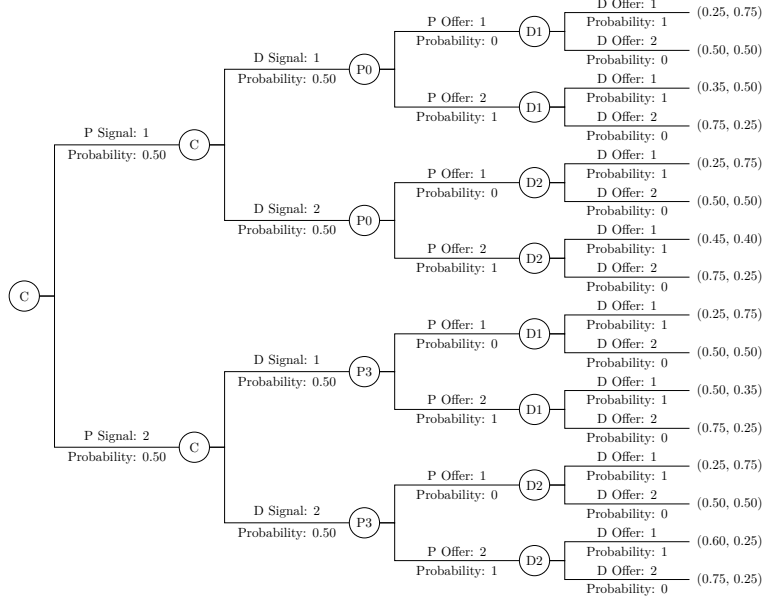 D Offer: 1
(0.25, 0.75)
P Offer: 1
Probability: 1
D1
D Offer: 2
(0.50, 0.50)
Probability: 0
Probability: 0
D Signal: 1
P0
Probability: 0.50
D Offer: 1
(0.35, 0.50)
P Offer: 2
Probability: 1
D1
D Offer: 2
(0.75, 0.25)
Probability: 1
Probability: 0
P Signal: 1
C
Probability: 0.50
D Offer: 1
(0.25, 0.75)
P Offer: 1
Probability: 1
D2
D Offer: 2
(0.50, 0.50)
Probability: 0
Probability: 0
D Signal: 2
P0
Probability: 0.50
D Offer: 1
(0.45, 0.40)
P Offer: 2
Probability: 1
D2
D Offer: 2
(0.75, 0.25)
Probability: 1
Probability: 0
C
D Offer: 1
(0.25, 0.75)
P Offer: 1
Probability: 1
D1
D Offer: 2
(0.50, 0.50)
Probability: 0
Probability: 0
D Signal: 1
P3
Probability: 0.50
D Offer: 1
(0.50, 0.35)
P Offer: 2
Probability: 1
D1
D Offer: 2
(0.75, 0.25)
Probability: 1
Probability: 0
P Signal: 2
C
Probability: 0.50
D Offer: 1
(0.25, 0.75)
P Offer: 1
Probability: 1
D2
D Offer: 2
(0.50, 0.50)
Probability: 0
Probability: 0
D Signal: 2
P3
Probability: 0.50
D Offer: 1
(0.60, 0.25)
P Offer: 2
Probability: 1
D2
D Offer: 2
(0.75, 0.25)
Probability: 1
Probability: 0